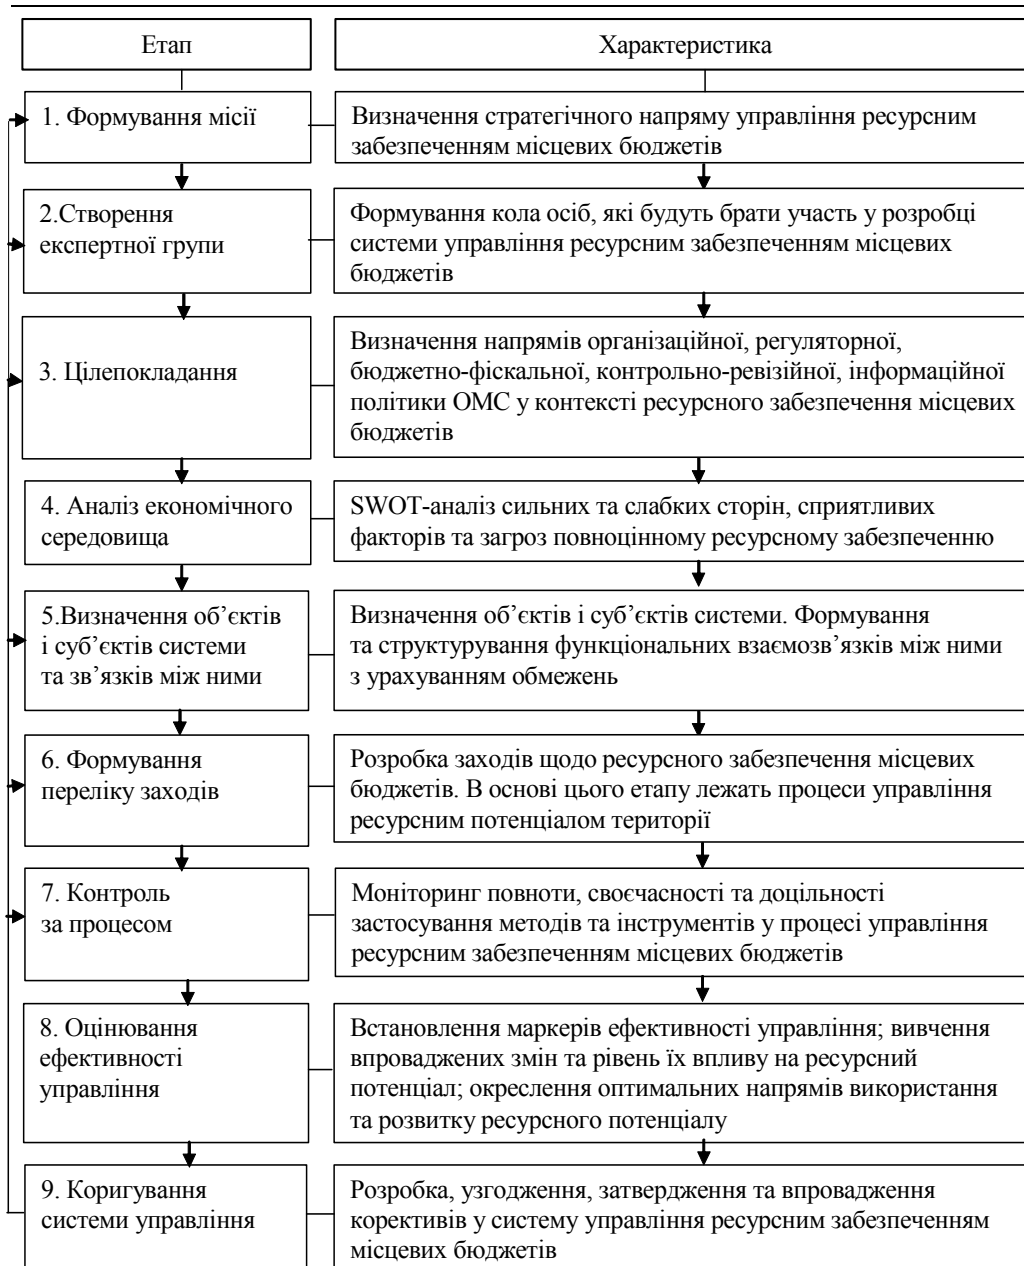 Етап
Характеристика
1. Формування місії
Визначення стратегічного напряму управління ресурсним
забезпеченням місцевих бюджетів
2.Створення
експертної групи
Формування кола осіб, які будуть брати участь у розробці
системи управління ресурсним забезпеченням місцевих
бюджетів
3. Цілепокладання
Визначення напрямів організаційної, регуляторної,
бюджетно-фіскальної, контрольно-ревізійної, інформаційної
політики ОМС у контексті ресурсного забезпечення місцевих
бюджетів
4. Аналіз економічного
середовища
SWOT-аналіз сильних та слабких сторін, сприятливих
факторів та загроз повноцінному ресурсному забезпеченню
5.Визначення об’єктів
і суб’єктів системи
та зв’язків між ними
Визначення об’єктів і суб’єктів системи. Формування
та структурування функціональних взаємозв’язків між ними
з урахуванням обмежень
6. Формування
переліку заходів
Розробка заходів щодо ресурсного забезпечення місцевих
бюджетів. В основі цього етапу лежать процеси управління
ресурсним потенціалом території
7. Контроль
за процесом
Моніторинг повноти, своєчасності та доцільності
застосування методів та інструментів у процесі управління
ресурсним забезпеченням місцевих бюджетів
8. Оцінювання
ефективності
управління
Встановлення маркерів ефективності управління; вивчення
впроваджених змін та рівень їх впливу на ресурсний
потенціал; окреслення оптимальних напрямів використання
та розвитку ресурсного потенціалу
9. Коригування
системи управління
Розробка, узгодження, затвердження та впровадження
корективів у систему управління ресурсним забезпеченням
місцевих бюджетів